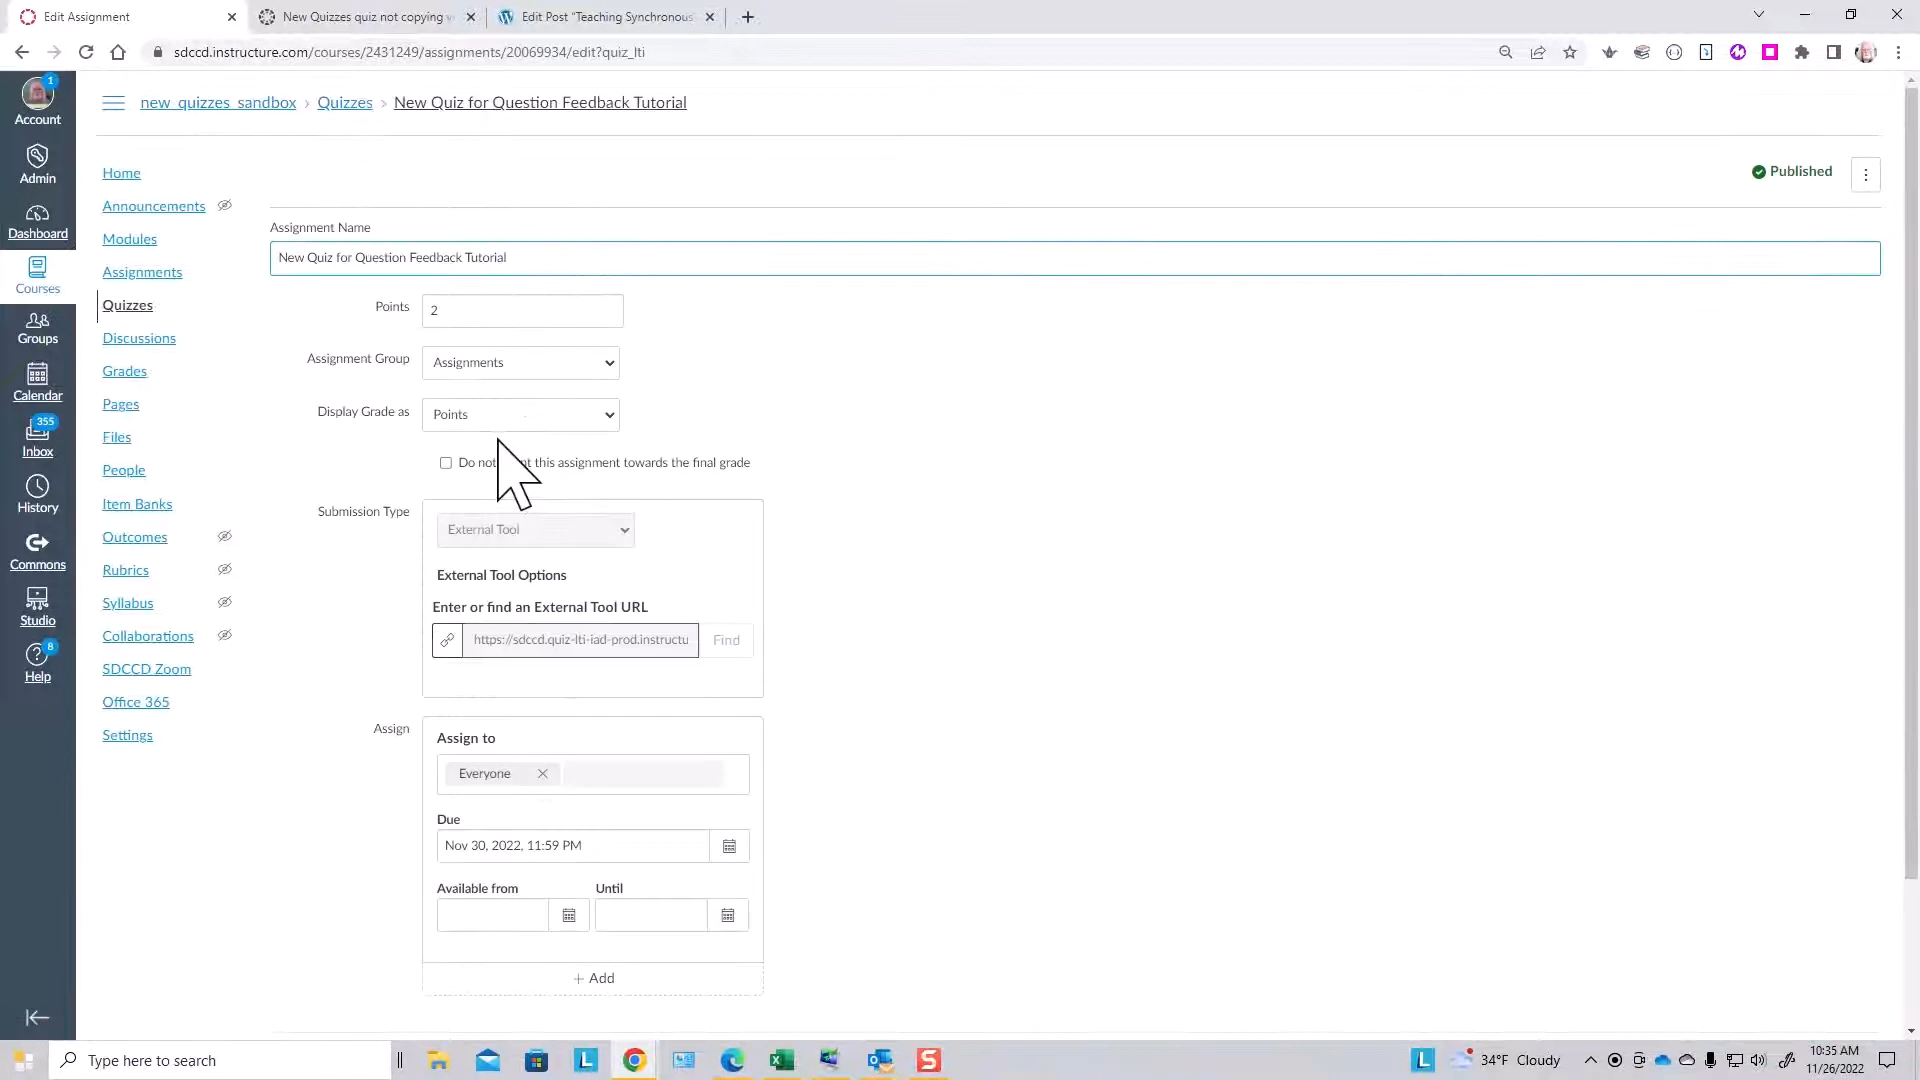 Edit Assignment
New Quizzes quiz not copying
Edit Post "Teaching Synchronous
sdccd.instructure.com/courses/2431249/assignments/20069934/edit?quiz_lti
1
Account
Admin
Dashboard
Courses
Groups
Calendar
355
Inbox
History
Commons
Studio
8
Help
new_quizzes_sandbox › Quizzes › New Quiz for Question Feedback Tutorial
Home
Announcements
Modules
Assignments
Quizzes
Discussions
Grades
Pages
Files
People
Item Banks
Outcomes
Rubrics
Syllabus
Collaborations
SDCCD Zoom
Office 365
Settings
Published
Assignment Name
New Quiz for Question Feedback Tutorial
Points
2
Assignment Group
Assignments
Display Grade as
Points
Do not this assignment towards the final grade
Submission Type
External Tool
External Tool Options
Enter or find an External Tool URL
https://sdccd.quiz-lti-iad-prod.instructu
Find
Assign
Assign to
Everyone
Due
Nov 30, 2022, 11:59 PM
Available from
Until
+ Add
Type here to search
34°F Cloudy
10:35 AM
11/26/2022